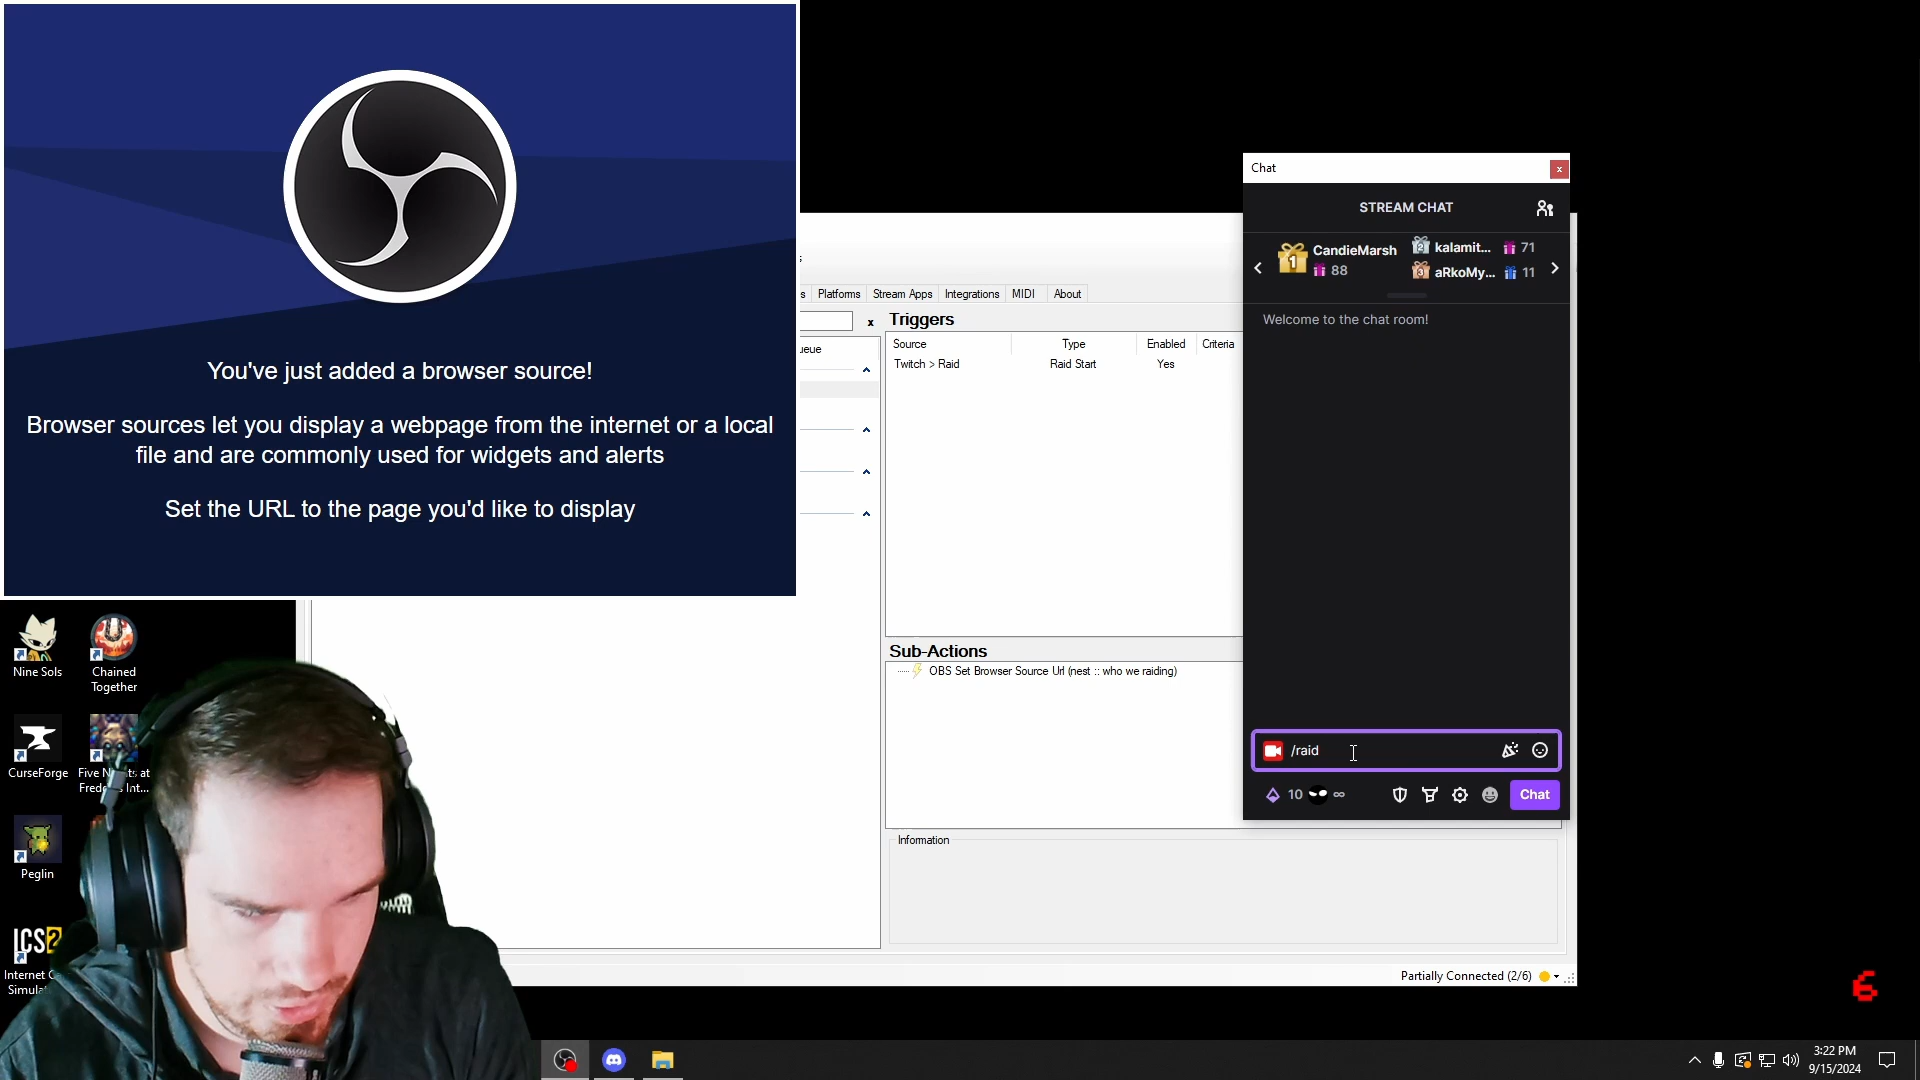 You've just added a browser source!
Browser sources let you display a webpage from the internet or a local
file and are commonly used for widgets and alerts
Set the URL to the page you'd like to display
Platforms
Stream Apps
Integrations
MIDI
About
x
Triggers
Source
Type
Enabled
Criteria
Twitch > Raid
Raid Start
Yes
Sub-Actions
OBS Set Browser Source Url (nest :: who we raiding)
Information
Partially Connected (2/6)
Chat
x
STREAM CHAT
1
CandieMarsh
88
2
kalamit...
71
3
aRkoMy...
11
Welcome to the chat room!
/raid
10
∞
Chat
Nine Sols
Chained
Together
CurseForge
Peglin
ICS2
3:22 PM
9/15/2024
6